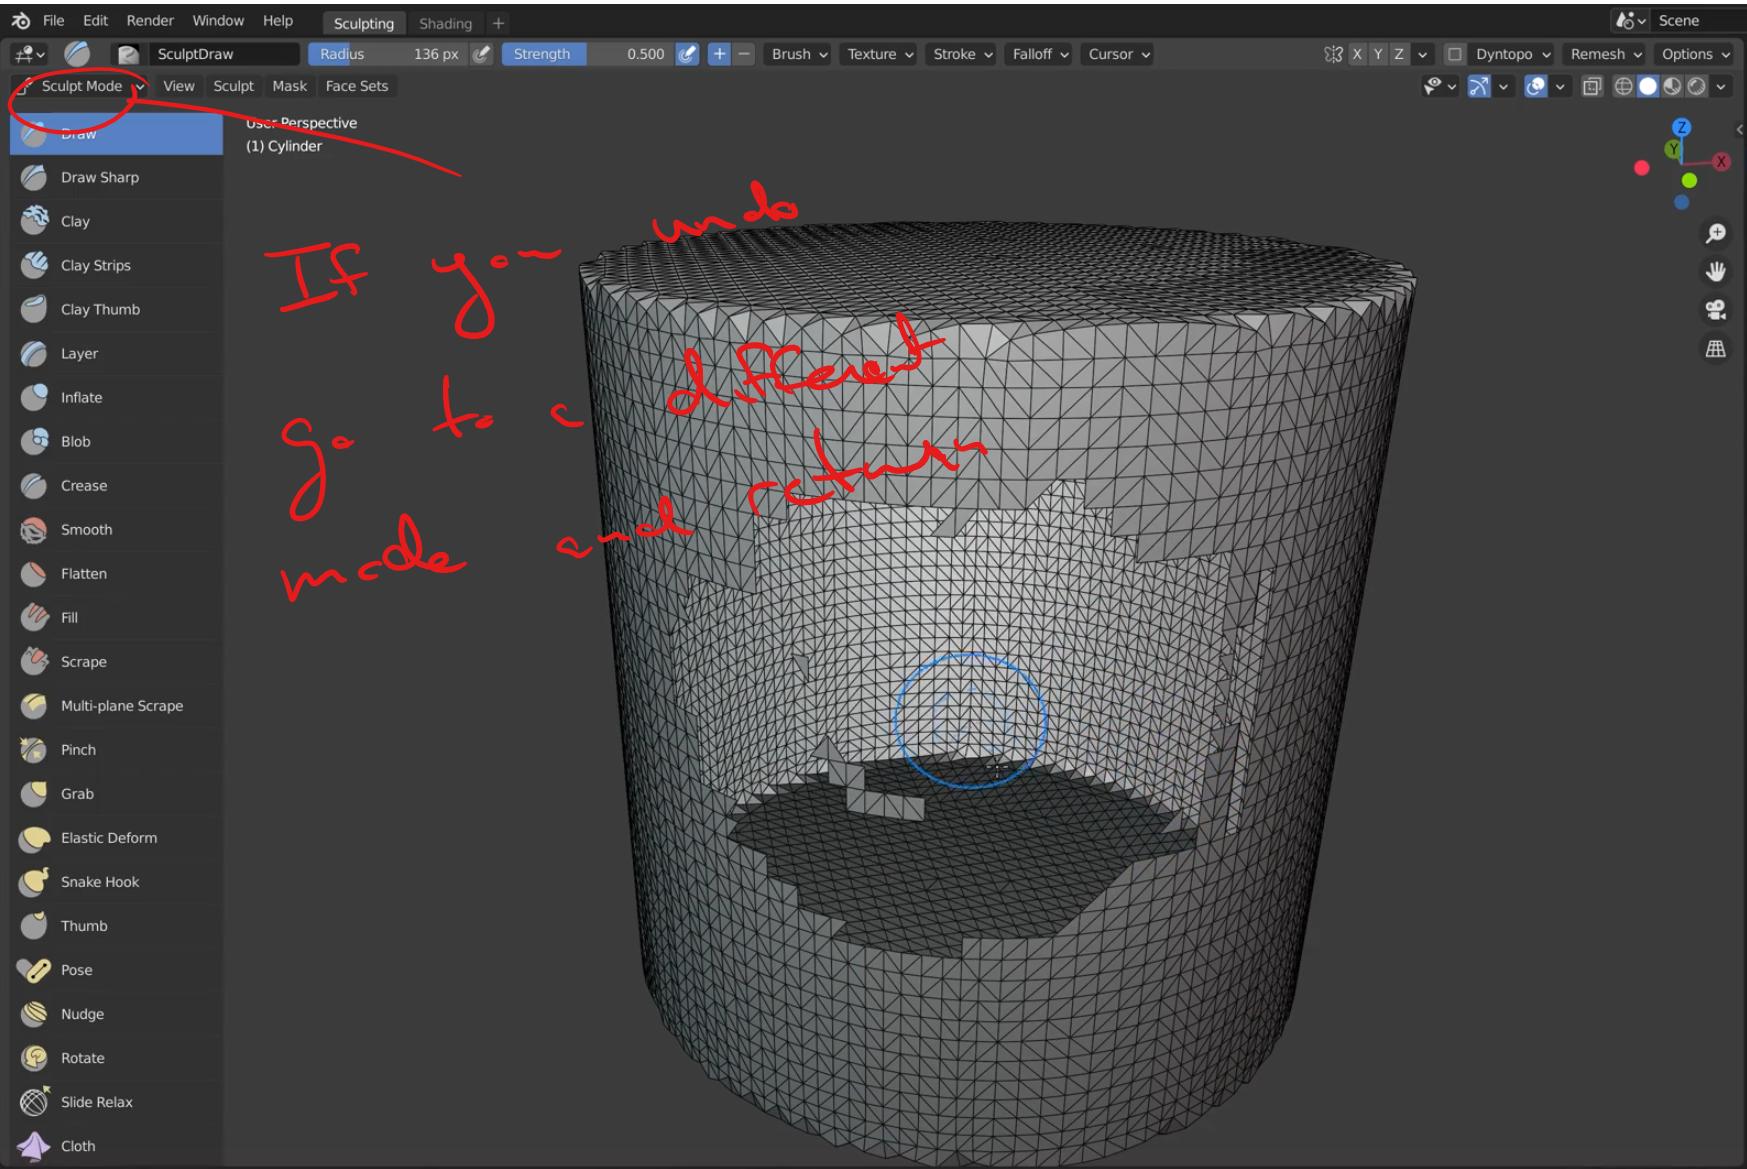 File Edit Render Window Help Sculpting Shading + Scene
SculptDraw Radius 136 px Strength 0.500 + − Brush Texture Stroke Falloff Cursor X Y Z Dyntopo Remesh Options
Sculpt Mode View Sculpt Mask Face Sets
User Perspective
(1) Cylinder
Z
Y
X
Draw
Draw Sharp
Clay
Clay Strips
Clay Thumb
Layer
Inflate
Blob
Crease
Smooth
Flatten
Fill
Scrape
Multi-plane Scrape
Pinch
Grab
Elastic Deform
Snake Hook
Thumb
Pose
Nudge
Rotate
Slide Relax
Cloth
If you undo
go to a different
mode and return